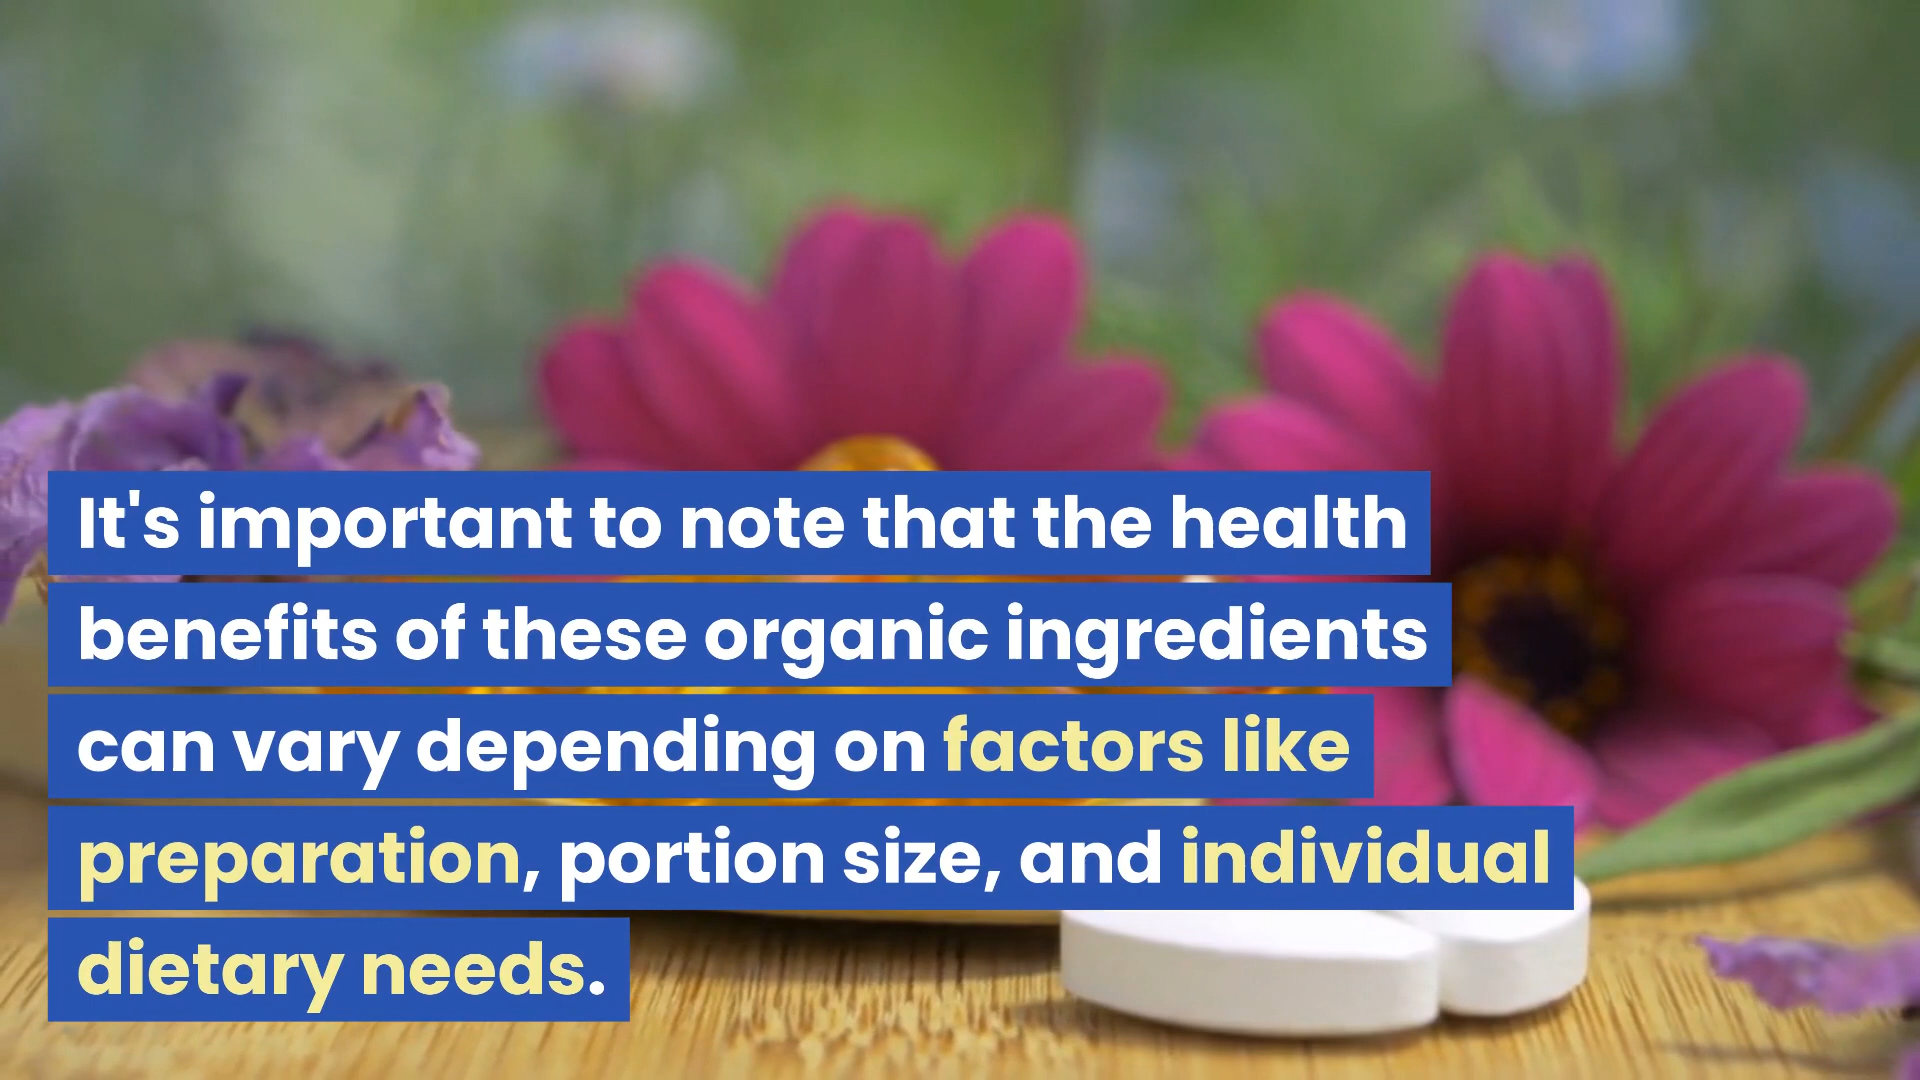 It's important to note that the health
benefits of these organic ingredients
can vary depending on factors like
preparation, portion size, and individual
dietary needs.